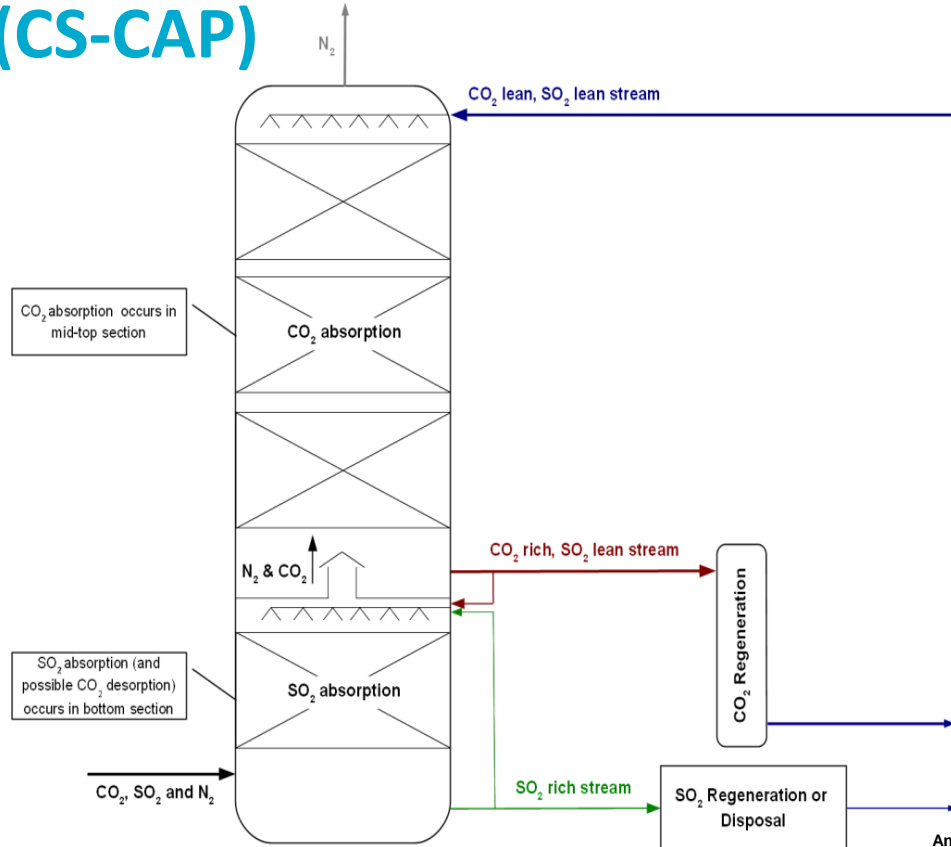 (CS-CAP)
N₂
CO₂ lean, SO₂ lean stream
CO₂ absorption occurs in
mid-top section
CO₂ absorption
CO₂ rich, SO₂ lean stream
N₂ & CO₂
CO₂ Regeneration
SO₂ absorption (and
possible CO₂ desorption)
occurs in bottom section
SO₂ absorption
CO₂, SO₂ and N₂
SO₂ rich stream
SO₂ Regeneration or
Disposal
An